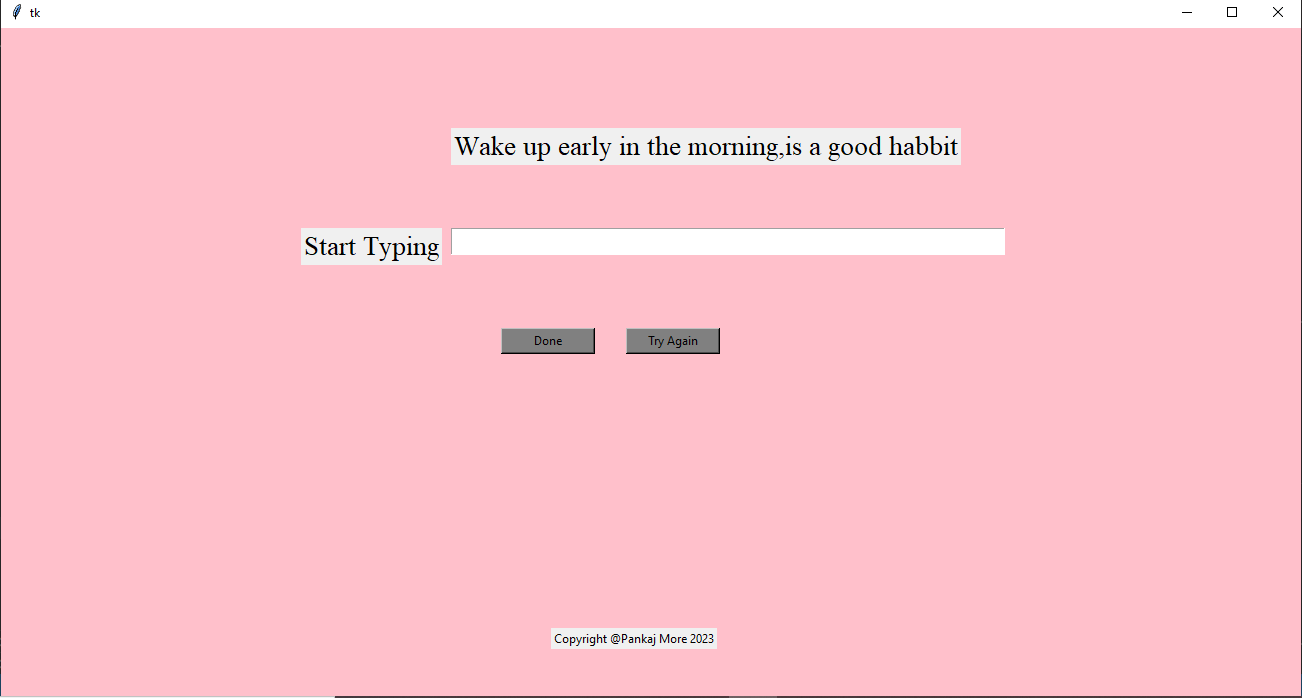 tk
Wake up early in the morning,is a good habbit
Start Typing
Done
Try Again
Copyright @Pankaj More 2023